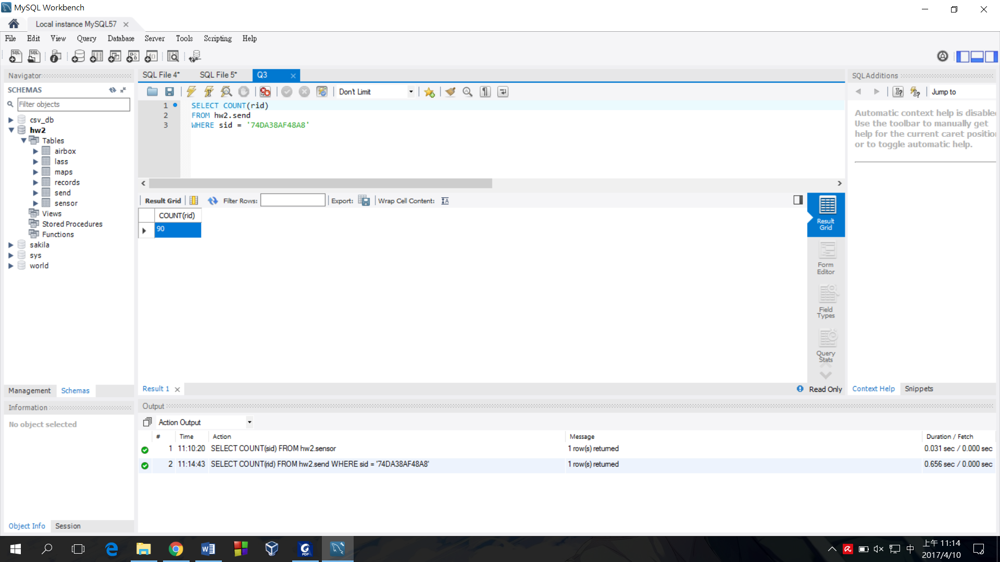 MySQL Workbench
Local instance MySQL57
File Edit View Query Database Server Tools Scripting Help
Navigator
SCHEMAS
Filter objects
csv_db
hw2
Tables
airbox
lass
maps
records
send
sensor
Views
Stored Procedures
Functions
sakila
sys
world
Management Schemas
Information
No object selected
Object Info Session
SQL File 4* SQL File 5* Q3
Don't Limit
1 SELECT COUNT(rid)
2 FROM hw2.send
3 WHERE sid = '74DA38AF48A8'
Result Grid Filter Rows: Export: Wrap Cell Content:
COUNT(rid)
90
Result
Grid
Form
Editor
Field
Types
Query
Stats
Result 1
Read Only
SQLAdditions
Jump to
Automatic context help is disable
Use the toolbar to manually get
help for the current caret positio
or to toggle automatic help.
Context Help Snippets
Output
Action Output
# Time Action Message Duration / Fetch
1 11:10:20 SELECT COUNT(sid) FROM hw2.sensor 1 row(s) returned 0.031 sec / 0.000 sec
2 11:14:43 SELECT COUNT(rid) FROM hw2.send WHERE sid = '74DA38AF48A8' 1 row(s) returned 0.656 sec / 0.000 sec
中
上午 11:14
2017/4/10